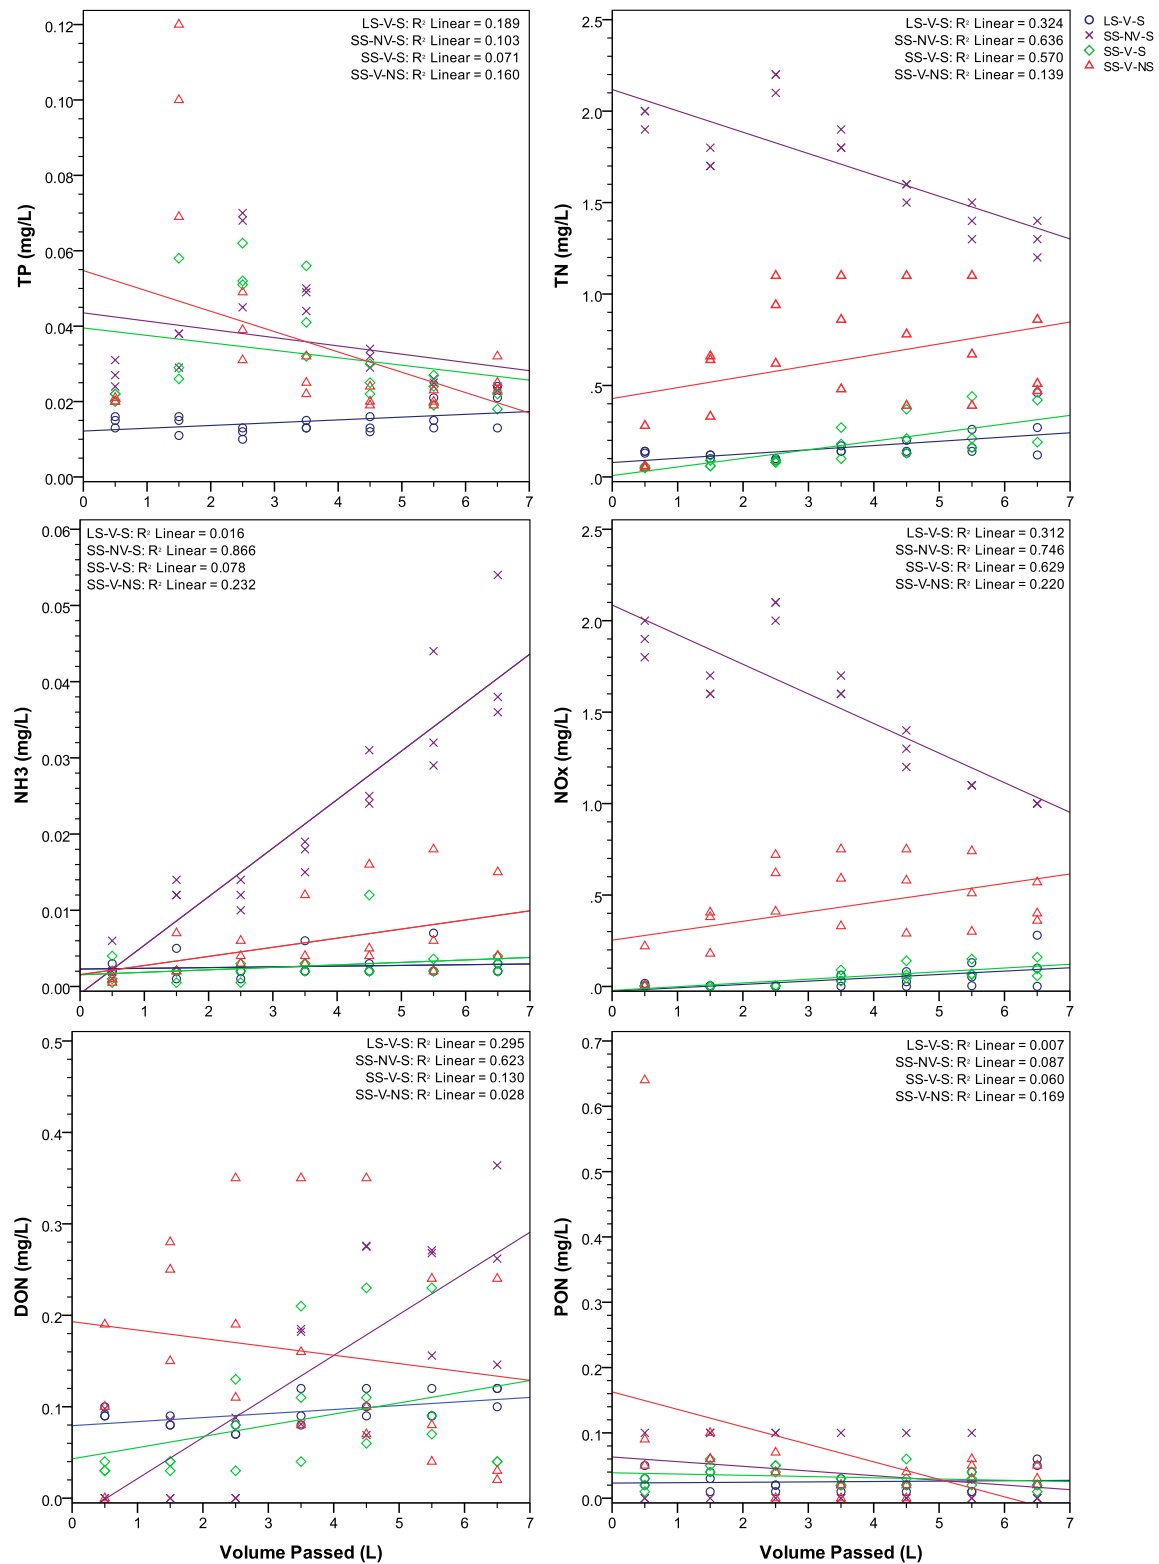 LS-V-S: R² Linear = 0.189
SS-NV-S: R² Linear = 0.103
SS-V-S: R² Linear = 0.071
SS-V-NS: R² Linear = 0.160
0.12
0.10
0.08
0.06
0.04
0.02
0.00
TP (mg/L)
0 1 2 3 4 5 6 7
LS-V-S: R² Linear = 0.324
SS-NV-S: R² Linear = 0.636
SS-V-S: R² Linear = 0.570
SS-V-NS: R² Linear = 0.139
2.5
2.0
1.5
1.0
.5
.0
TN (mg/L)
0 1 2 3 4 5 6 7
LS-V-S
SS-NV-S
SS-V-S
SS-V-NS
LS-V-S: R² Linear = 0.016
SS-NV-S: R² Linear = 0.866
SS-V-S: R² Linear = 0.078
SS-V-NS: R² Linear = 0.232
0.06
0.05
0.04
0.03
0.02
0.01
0.00
NH3 (mg/L)
0 1 2 3 4 5 6 7
LS-V-S: R² Linear = 0.312
SS-NV-S: R² Linear = 0.746
SS-V-S: R² Linear = 0.629
SS-V-NS: R² Linear = 0.220
2.5
2.0
1.5
1.0
.5
.0
NOx (mg/L)
0 1 2 3 4 5 6 7
LS-V-S: R² Linear = 0.295
SS-NV-S: R² Linear = 0.623
SS-V-S: R² Linear = 0.130
SS-V-NS: R² Linear = 0.028
0.5
0.4
0.3
0.2
0.1
0.0
DON (mg/L)
0 1 2 3 4 5 6 7
Volume Passed (L)
LS-V-S: R² Linear = 0.007
SS-NV-S: R² Linear = 0.087
SS-V-S: R² Linear = 0.060
SS-V-NS: R² Linear = 0.169
0.7
0.6
0.5
0.4
0.3
0.2
0.1
0.0
PON (mg/L)
0 1 2 3 4 5 6 7
Volume Passed (L)